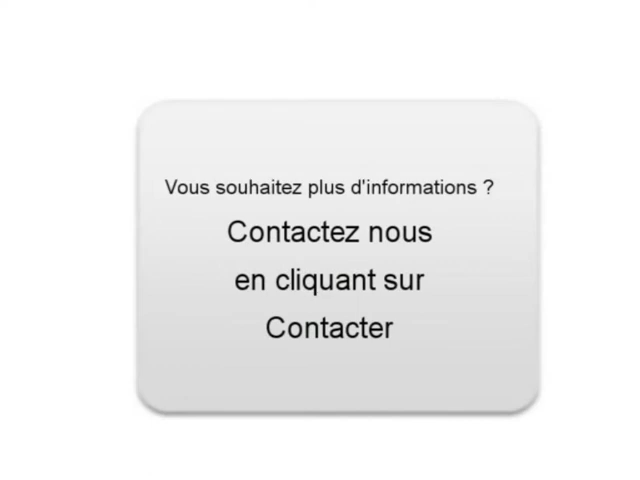 Vous souhaitez plus d'informations ?
Contactez nous
en cliquant sur
Contacter